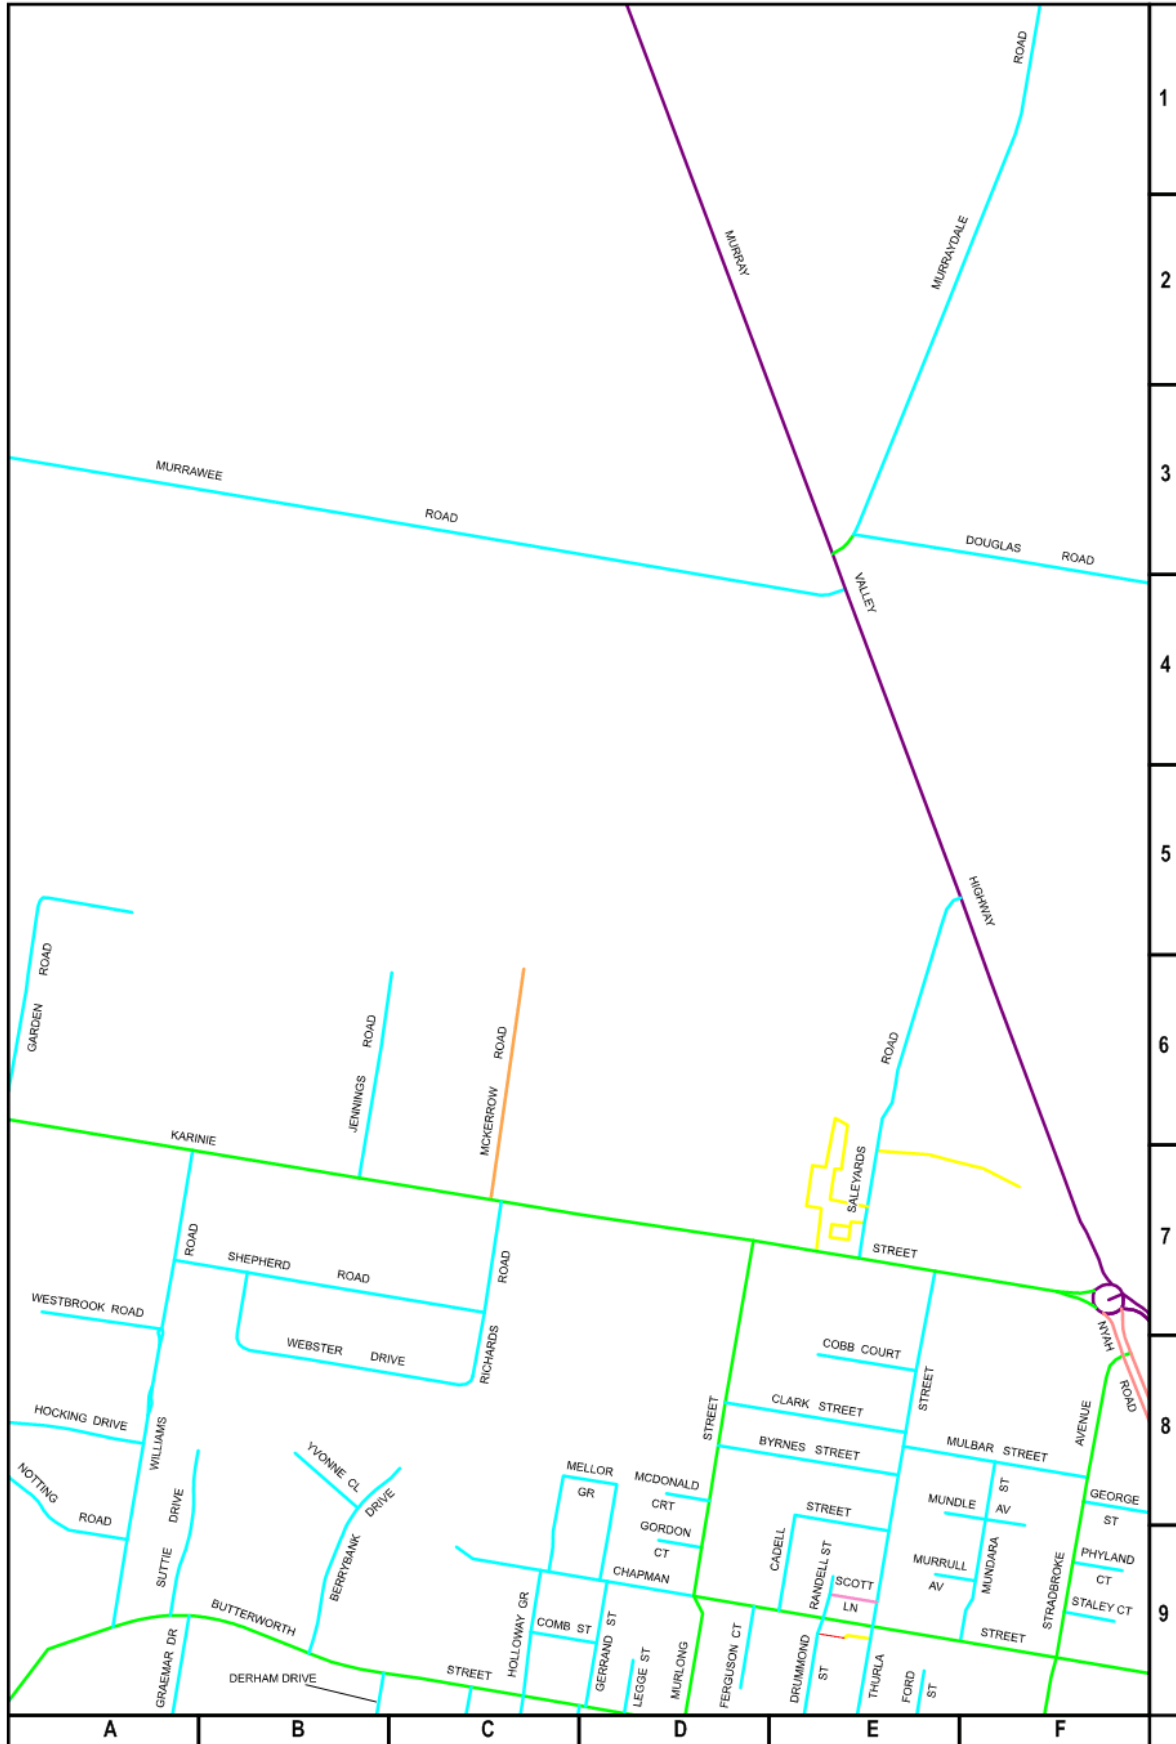 ROAD
1
MURRAY
MURRAYDALE
2
MURRAWEE
ROAD
3
DOUGLAS ROAD
VALLEY
4
5
HIGHWAY
ROAD
GARDEN
ROAD
JENNINGS
ROAD
MCKERROW
ROAD
6
KARINIE
SALEYARDS
STREET
7
ROAD
SHEPHERD ROAD
ROAD
WESTBROOK ROAD
WEBSTER DRIVE
RICHARDS
COBB COURT
NYAH
ROAD
STREET
CLARK STREET
STREET
AVENUE
8
HOCKING DRIVE
WILLIAMS
BYRNES STREET
MULBAR STREET
NOTTING
ROAD
YVONNE CL
DRIVE
DRIVE
MELLOR
GR
MCDONALD
CRT
GORDON
CT
STREET
MUNDLE
AV
ST
GEORGE
ST
SUTTIE
BERRYBANK
CHAPMAN
CADELL
RANDELL ST
SCOTT
LN
MURRULL
AV
MUNDARA
STRADBROKE
PHYLAND
CT
STALEY CT
9
BUTTERWORTH
HOLLOWAY GR
COMB ST
GERRAND ST
STREET
GRAEMAR DR
DERHAM DRIVE
STREET
LEGGE ST
MURLONG
FERGUSON CT
DRUMMOND
ST
THURLA
FORD
ST
A B C D E F